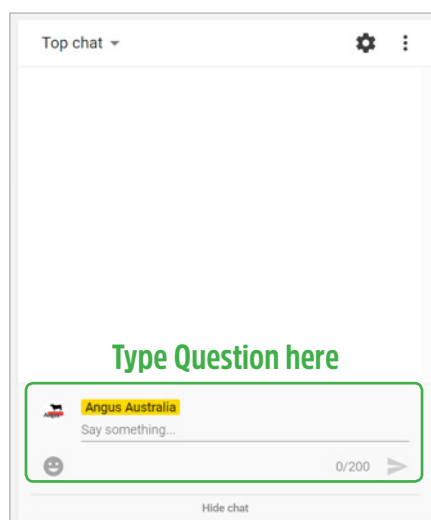 Top chat
Type Question here
Angus Australia
Say something...
0/200
Hide chat